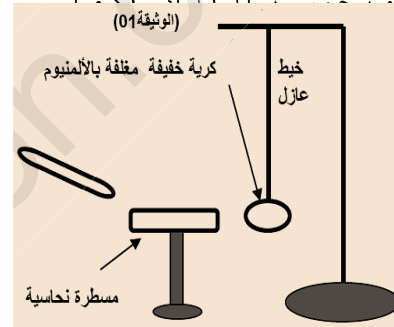 (الوثيقة01)
كرية خفيفة مغلفة بالألمنيوم
خيط
عازل
مسطرة نحاسية